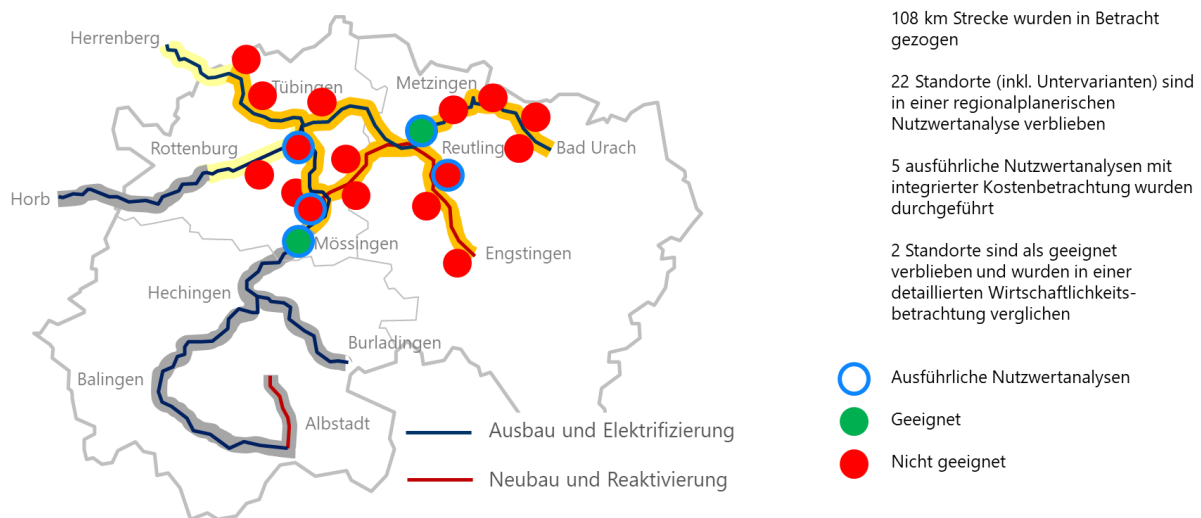 Herrenberg
Tübingen
Metzingen
Rottenburg
Reutling
Bad Urach
Horb
Mössingen
Engstingen
Hechingen
Burladingen
Balingen
Albstadt
Ausbau und Elektrifizierung
Neubau und Reaktivierung
108 km Strecke wurden in Betracht
gezogen
22 Standorte (inkl. Untervarianten) sind
in einer regionalplanerischen
Nutzwertanalyse verblieben
5 ausführliche Nutzwertanalysen mit
integrierter Kostenbetrachtung wurden
durchgeführt
2 Standorte sind als geeignet
verblieben und wurden in einer
detaillierten Wirtschaftlichkeits-
betrachtung verglichen
Ausführliche Nutzwertanalysen
Geeignet
Nicht geeignet